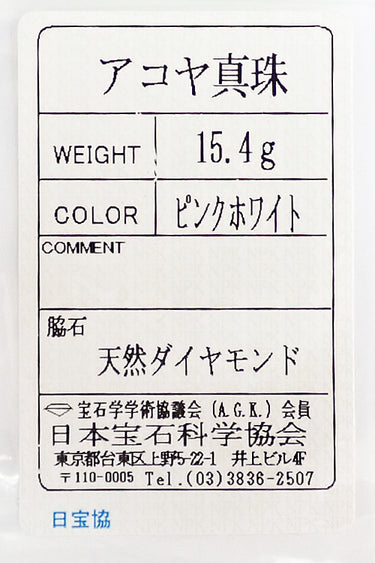 アコヤ真珠
WEIGHT 15.4g
COLOR ピンクホワイト
COMMENT
脇石
天然ダイヤモンド
宝石学学術協議会(A.G.K.)会員
日本宝石科学協会
東京都台東区上野5-22-1 井上ビル4F
〒110-0005 Tel.(03)3836-2507
日宝協